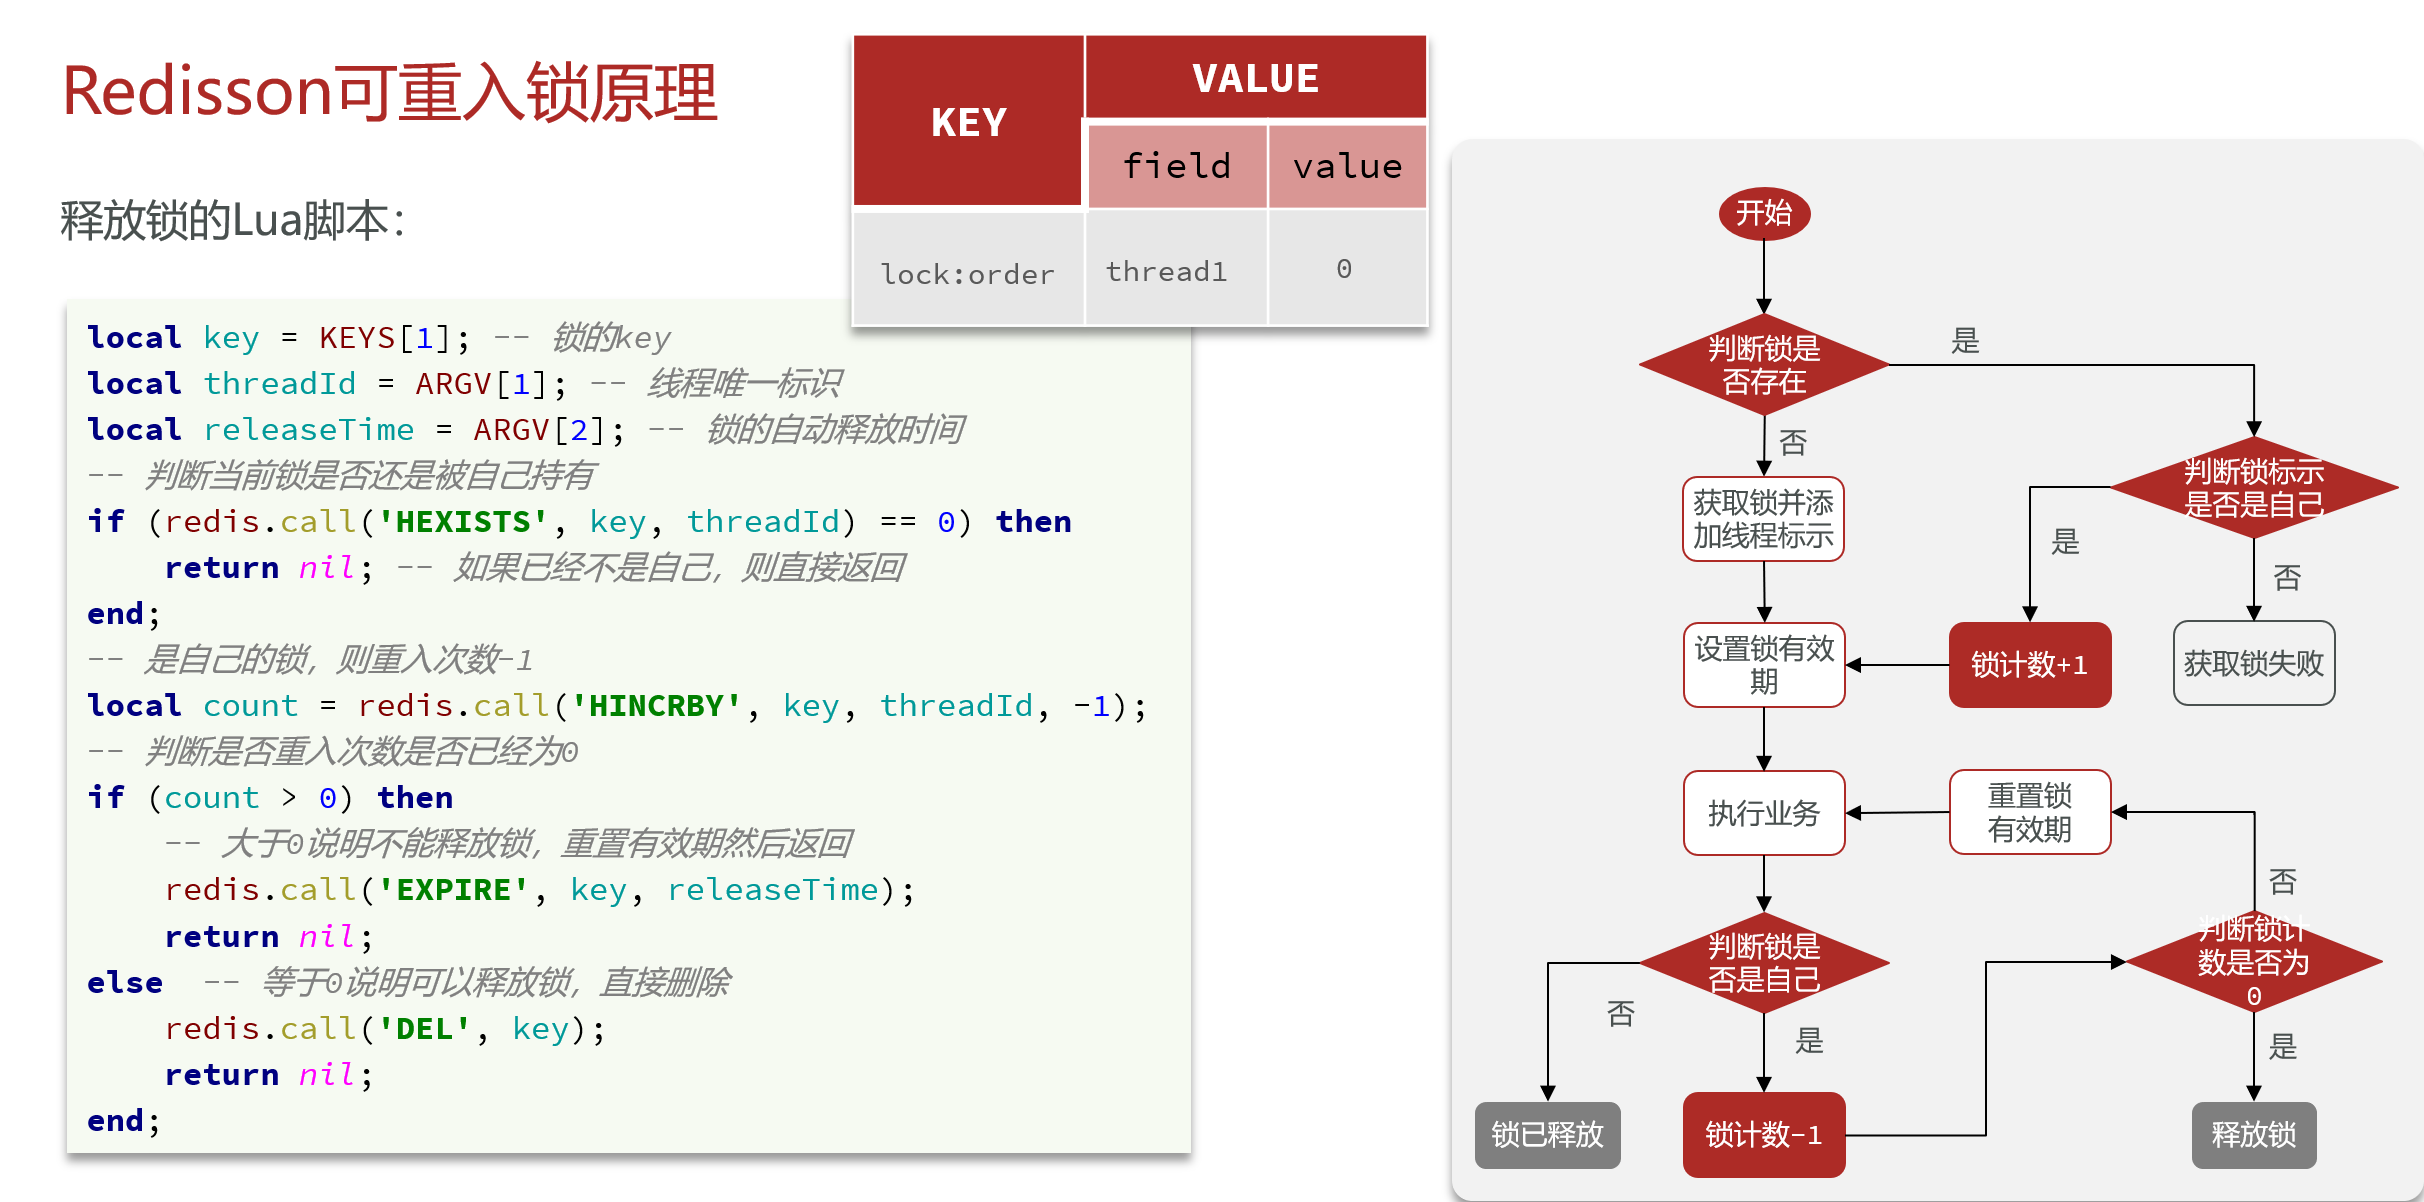 Redisson可重入锁原理
释放锁的Lua脚本：
KEY
VALUE
field
value
lock:order
thread1
0
local key = KEYS[1]; -- 锁的key
local threadId = ARGV[1]; -- 线程唯一标识
local releaseTime = ARGV[2]; -- 锁的自动释放时间
-- 判断当前锁是否还是被自己持有
if (redis.call('HEXISTS', key, threadId) == 0) then
    return nil; -- 如果已经不是自己，则直接返回
end;
-- 是自己的锁，则重入次数-1
local count = redis.call('HINCRBY', key, threadId, -1);
-- 判断是否重入次数是否已经为0
if (count > 0) then
    -- 大于0说明不能释放锁，重置有效期然后返回
    redis.call('EXPIRE', key, releaseTime);
    return nil;
else  -- 等于0说明可以释放锁，直接删除
    redis.call('DEL', key);
    return nil;
end;
开始
判断锁是
否存在
是
否
获取锁并添
加线程标示
判断锁标示
是否是自己
是
否
设置锁有效
期
锁计数+1
获取锁失败
执行业务
重置锁
有效期
否
判断锁是
否是自己
判断锁计
数是否为
0
否
是
是
锁已释放
锁计数-1
释放锁